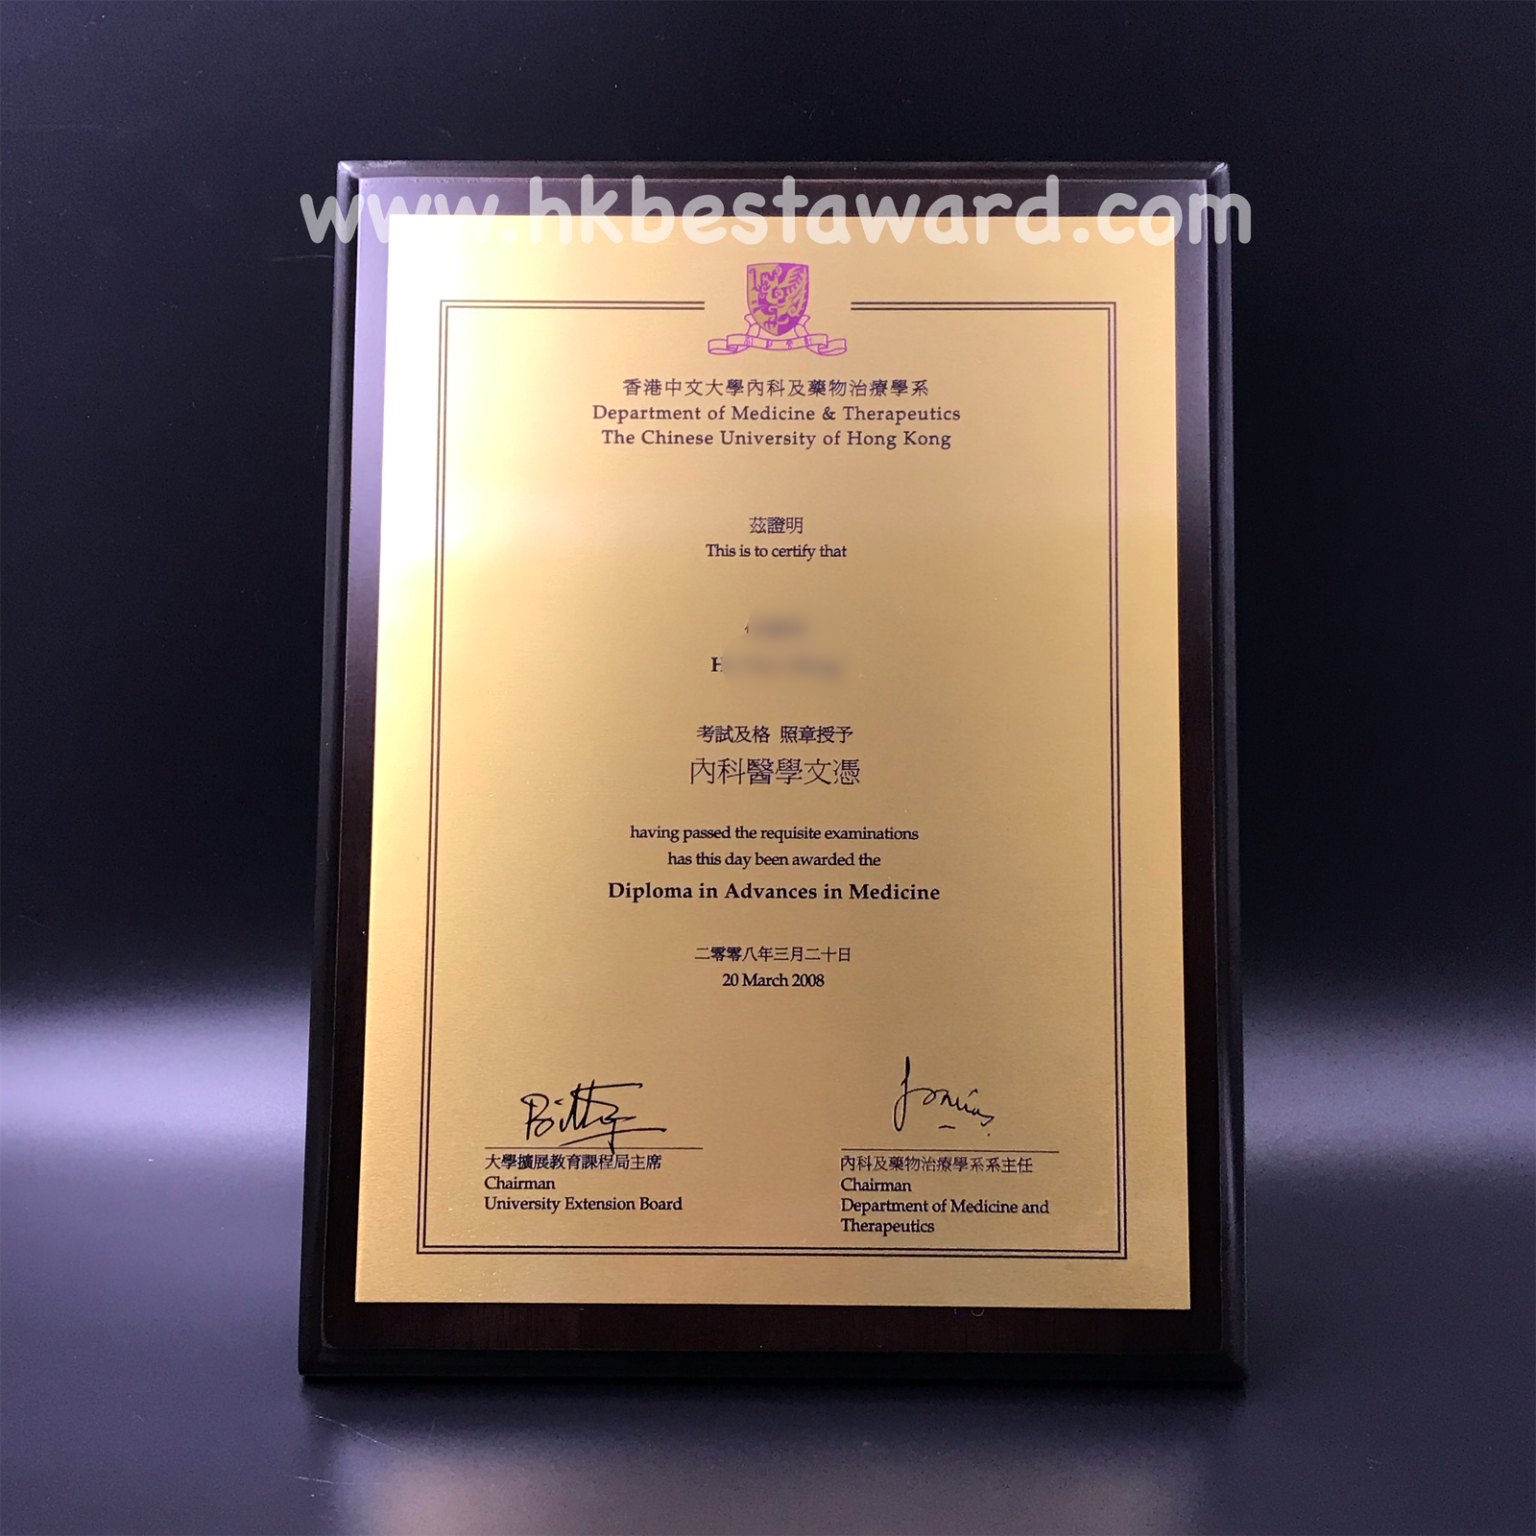 www.hkbestaward.com
香港中文大學內科及藥物治療學系
Department of Medicine & Therapeutics
The Chinese University of Hong Kong
茲證明
This is to certify that
考試及格 照章授予
內科醫學文憑
having passed the requisite examinations
has this day been awarded the
Diploma in Advances in Medicine
二零零八年三月二十日
20 March 2008
大學擴展教育課程局主席
Chairman
University Extension Board
內科及藥物治療學系系主任
Chairman
Department of Medicine and
Therapeutics